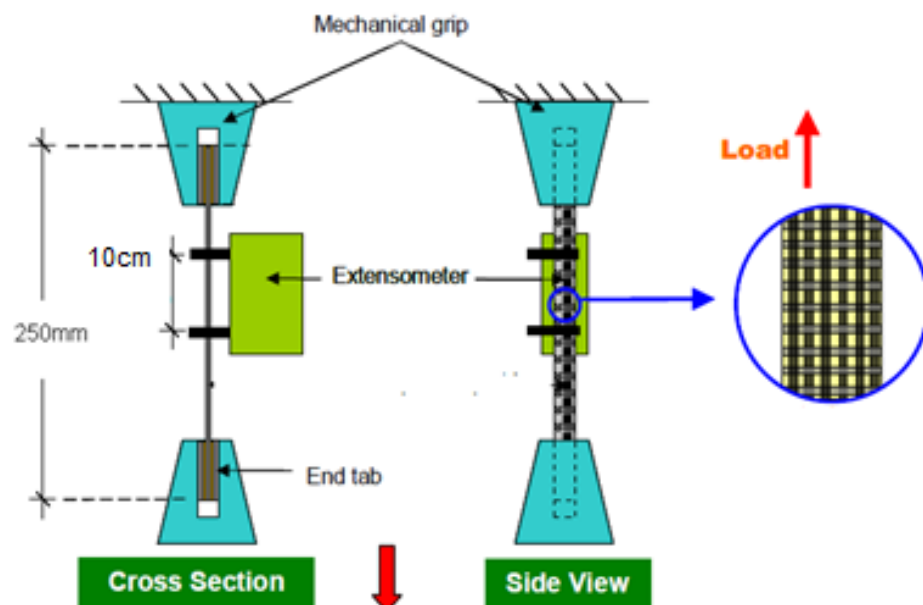 Mechanical grip
Load
10cm
Extensometer
250mm
End tab
Cross Section
Side View